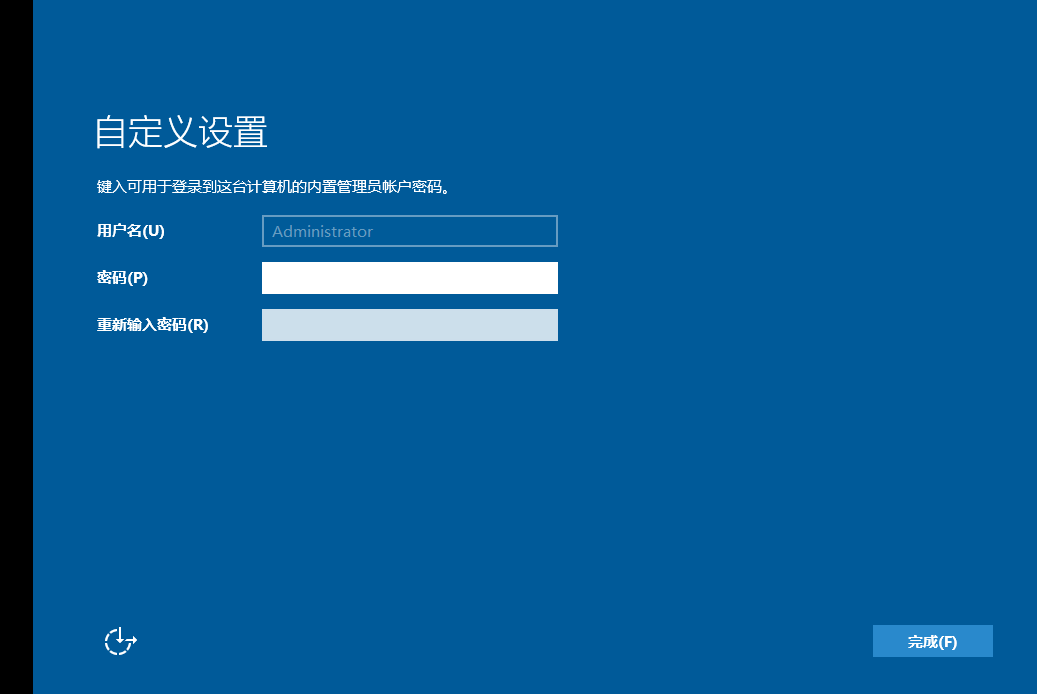 自定义设置
键入可用于登录到这台计算机的内置管理员帐户密码。
用户名(U)
Administrator
密码(P)
重新输入密码(R)
完成(F)